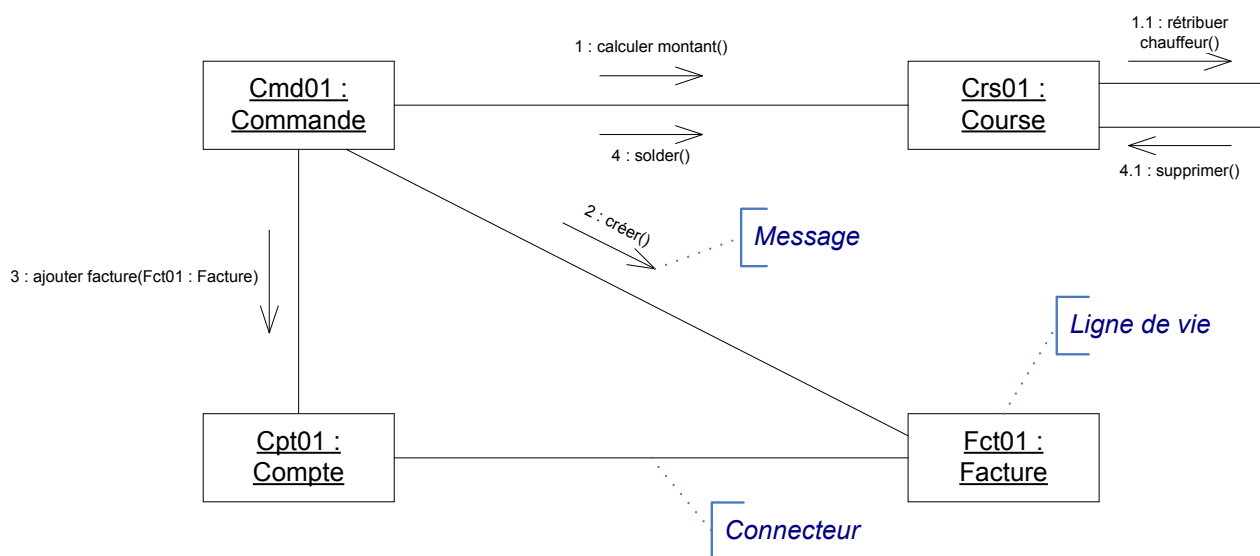 1.1 : rétribuer
chauffeur()
1 : calculer montant()
Cmd01 :
Commande
Crs01 :
Course
4 : solder()
4.1 : supprimer()
2 : créer()
Message
3 : ajouter facture(Fct01 : Facture)
Ligne de vie
Cpt01 :
Compte
Fct01 :
Facture
Connecteur